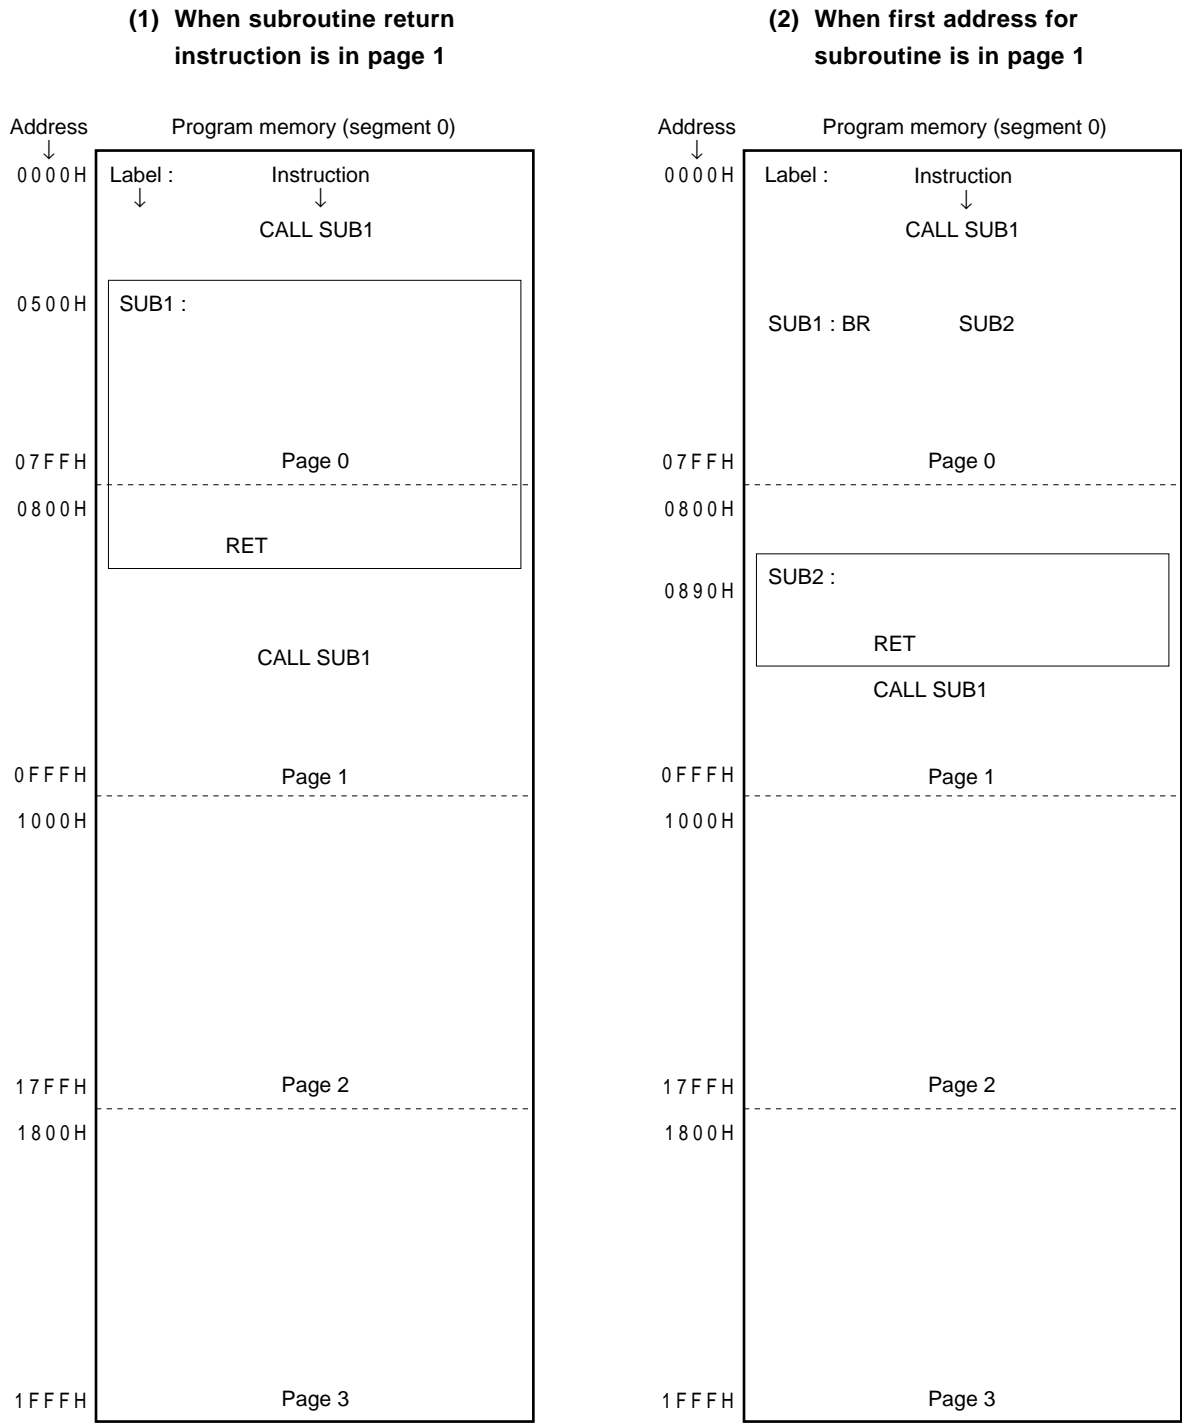 (1) When subroutine return
instruction is in page 1
Address Program memory (segment 0)
↓
0000H Label : Instruction
↓ ↓
CALL SUB1
0500H SUB1 :
07FFH Page 0
0800H
RET
CALL SUB1
0FFFH Page 1
1000H
17FFH Page 2
1800H
1FFFH Page 3
(2) When first address for
subroutine is in page 1
Address Program memory (segment 0)
↓
0000H Label : Instruction
↓
CALL SUB1
SUB1 : BR SUB2
07FFH Page 0
0800H
0890H SUB2 :
RET
CALL SUB1
0FFFH Page 1
1000H
17FFH Page 2
1800H
1FFFH Page 3